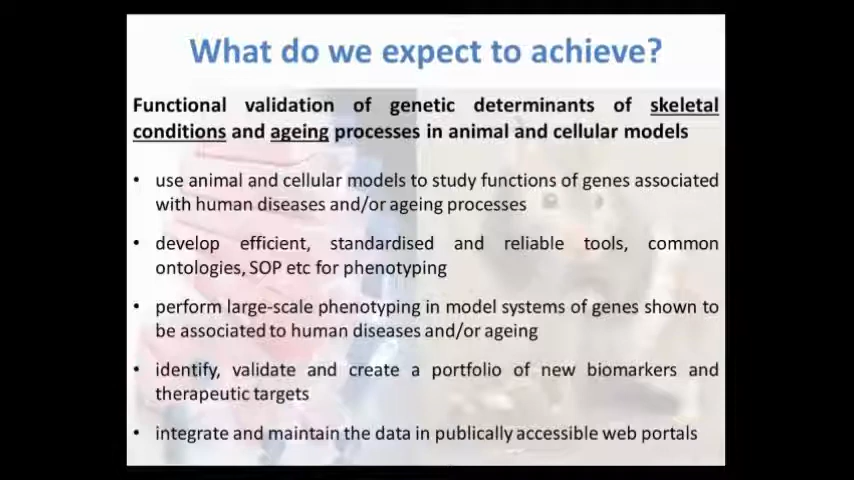 What do we expect to achieve?
Functional validation of genetic determinants of skeletal
conditions and ageing processes in animal and cellular models
• use animal and cellular models to study functions of genes associated
with human diseases and/or ageing processes
• develop efficient, standardised and reliable tools, common
ontologies, SOP etc for phenotyping
• perform large-scale phenotyping in model systems of genes shown to
be associated to human diseases and/or ageing
• identify, validate and create a portfolio of new biomarkers and
therapeutic targets
• integrate and maintain the data in publically accessible web portals